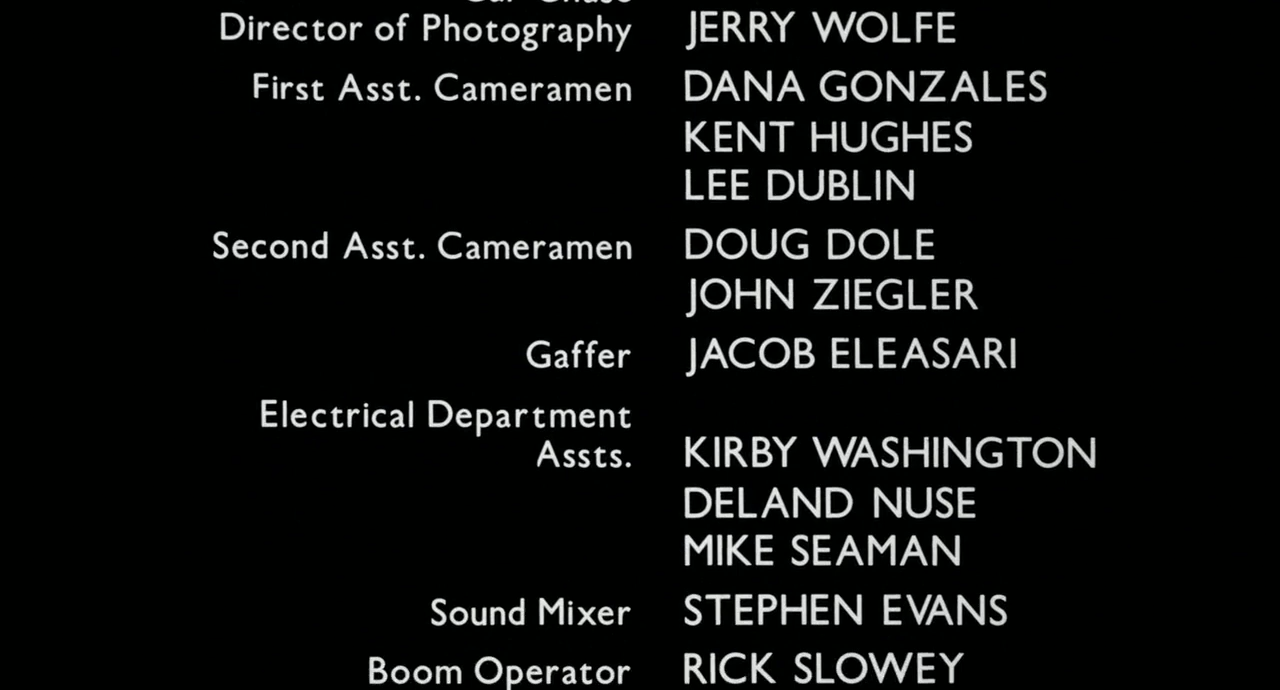 Car Chase
Director of Photography JERRY WOLFE
First Asst. Cameramen DANA GONZALES
KENT HUGHES
LEE DUBLIN
Second Asst. Cameramen DOUG DOLE
JOHN ZIEGLER
Gaffer JACOB ELEASARI
Electrical Department
Assts. KIRBY WASHINGTON
DELAND NUSE
MIKE SEAMAN
Sound Mixer STEPHEN EVANS
Boom Operator RICK SLOWEY